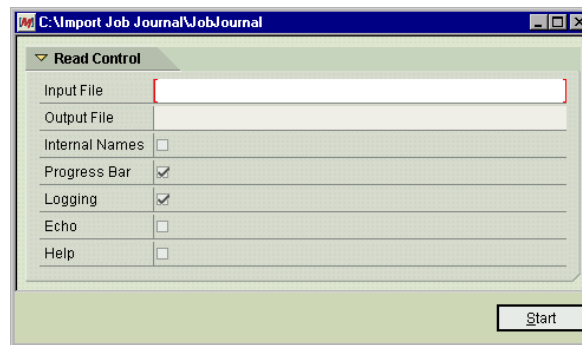 C:\Import Job Journal\JobJournal
Read Control
Input File
Output File
Internal Names
Progress Bar
Logging
Echo
Help
Start